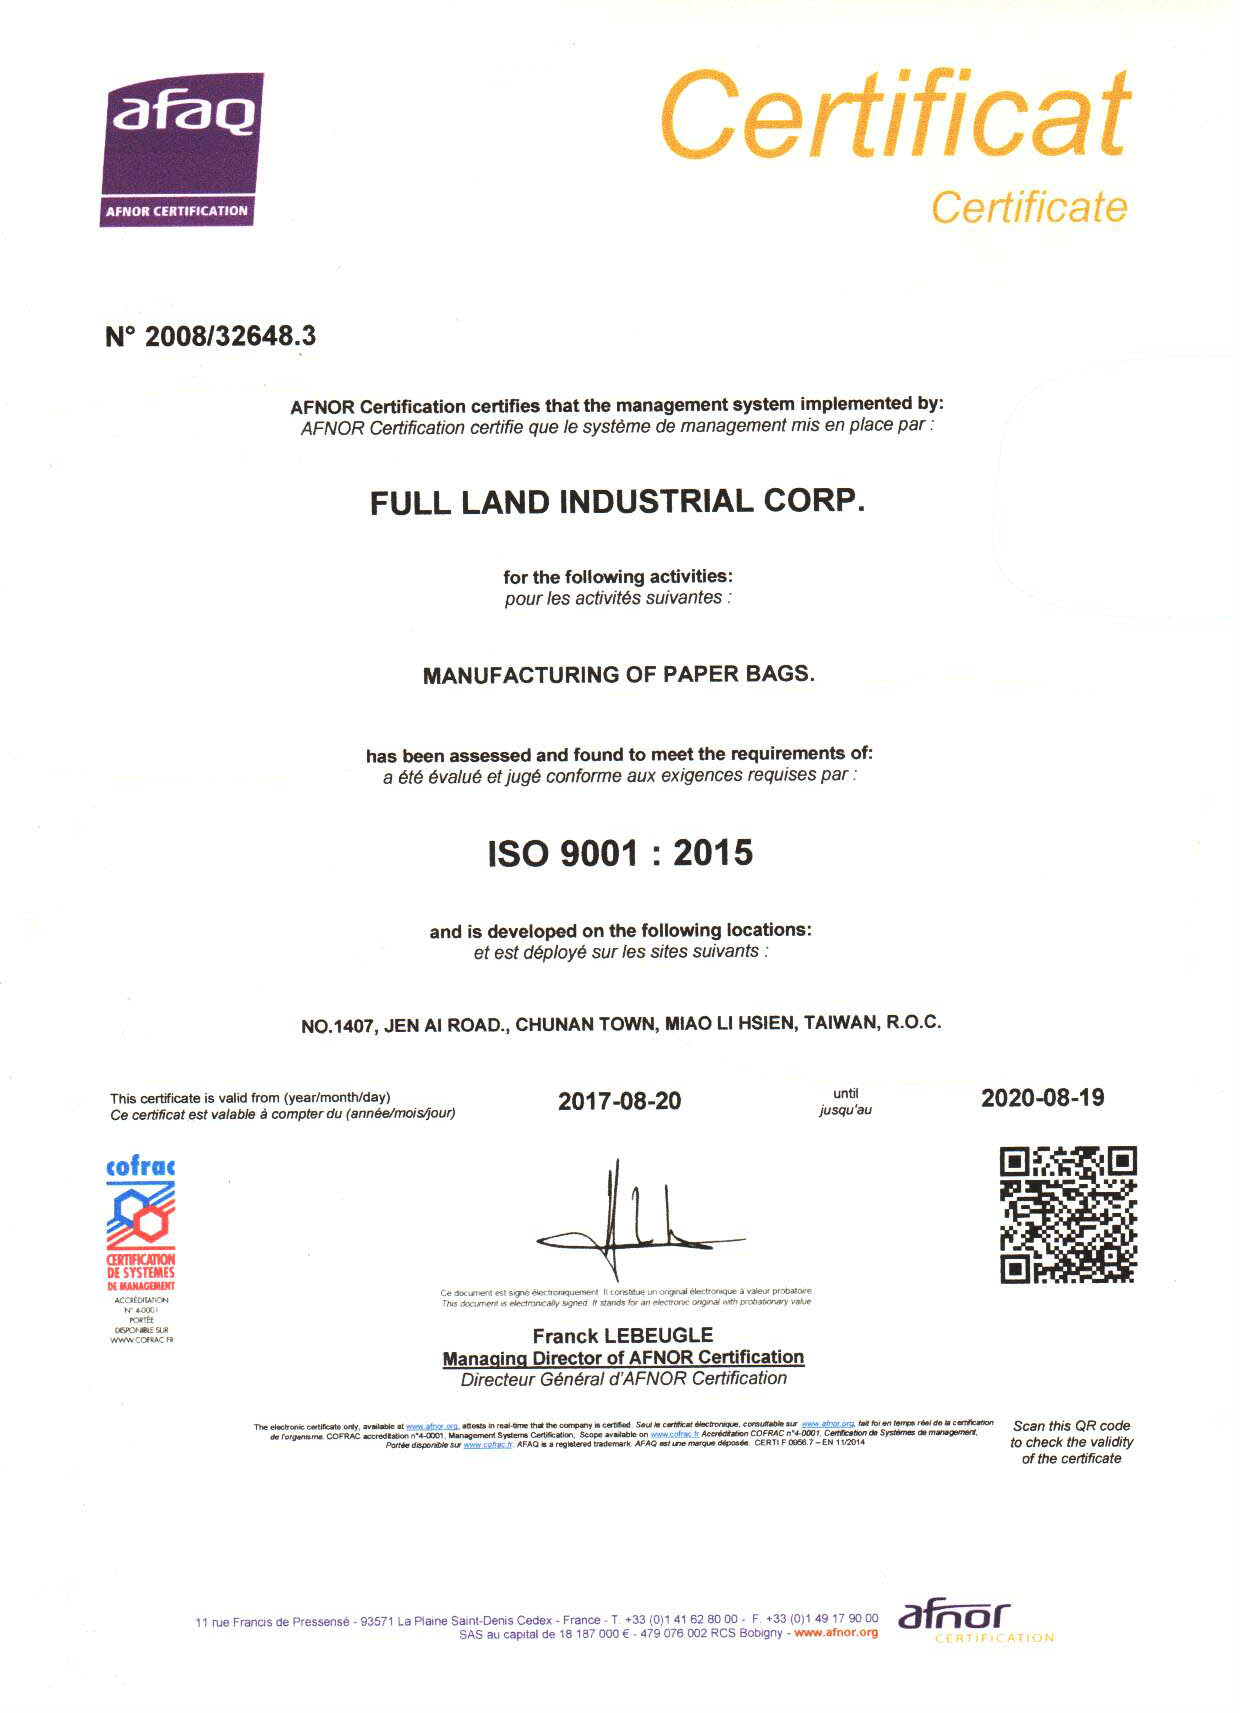 afaq
AFNOR CERTIFICATION
Certificat
Certificate
N° 2008/32648.3
AFNOR Certification certifies that the management system implemented by:
AFNOR Certification certifie que le système de management mis en place par :
FULL LAND INDUSTRIAL CORP.
for the following activities:
pour les activités suivantes :
MANUFACTURING OF PAPER BAGS.
has been assessed and found to meet the requirements of:
a été évalué et jugé conforme aux exigences requises par :
ISO 9001 : 2015
and is developed on the following locations:
et est déployé sur les sites suivants :
NO.1407, JEN AI ROAD., CHUNAN TOWN, MIAO LI HSIEN, TAIWAN, R.O.C.
This certificate is valid from (year/month/day) 2017-08-20 until 2020-08-19
Ce certificat est valable à compter du (année/mois/jour) jusqu'au
cofrac
CERTIFICATION
DE SYSTEMES
DE MANAGEMENT
ACCRÉDITATION
N° 4-0001
PORTÉE
DISPONIBLE SUR
WWW.COFRAC.FR
Ce document est signé électroniquement. Il constitue un original électronique à valeur probatoire.
This document is electronically signed. It stands for an electronic original with probationary value
Franck LEBEUGLE
Managing Director of AFNOR Certification
Directeur Général d'AFNOR Certification
The electronic certificate only, available at www.afnor.org, attests in real-time that the company is certified. Seul le certificat électronique, consultable sur www.afnor.org, fait foi en temps réel de la certification
de l'organisme. COFRAC accreditation n°4-0001, Management Systems Certification, Scope available on www.cofrac.fr Accréditation COFRAC n°4-0001, Certification de Systèmes de management,
Portée disponible sur www.cofrac.fr. AFAQ is a registered trademark. AFAQ est une marque déposée. CERTI F 0956.7 – EN 11/2014
Scan this QR code
to check the validity
of the certificate
11 rue Francis de Pressensé - 93571 La Plaine Saint-Denis Cedex - France - T. +33 (0)1 41 62 80 00 - F. +33 (0)1 49 17 90 00
SAS au capital de 18 187 000 € - 479 076 002 RCS Bobigny - www.afnor.org
afnor
CERTIFICATION